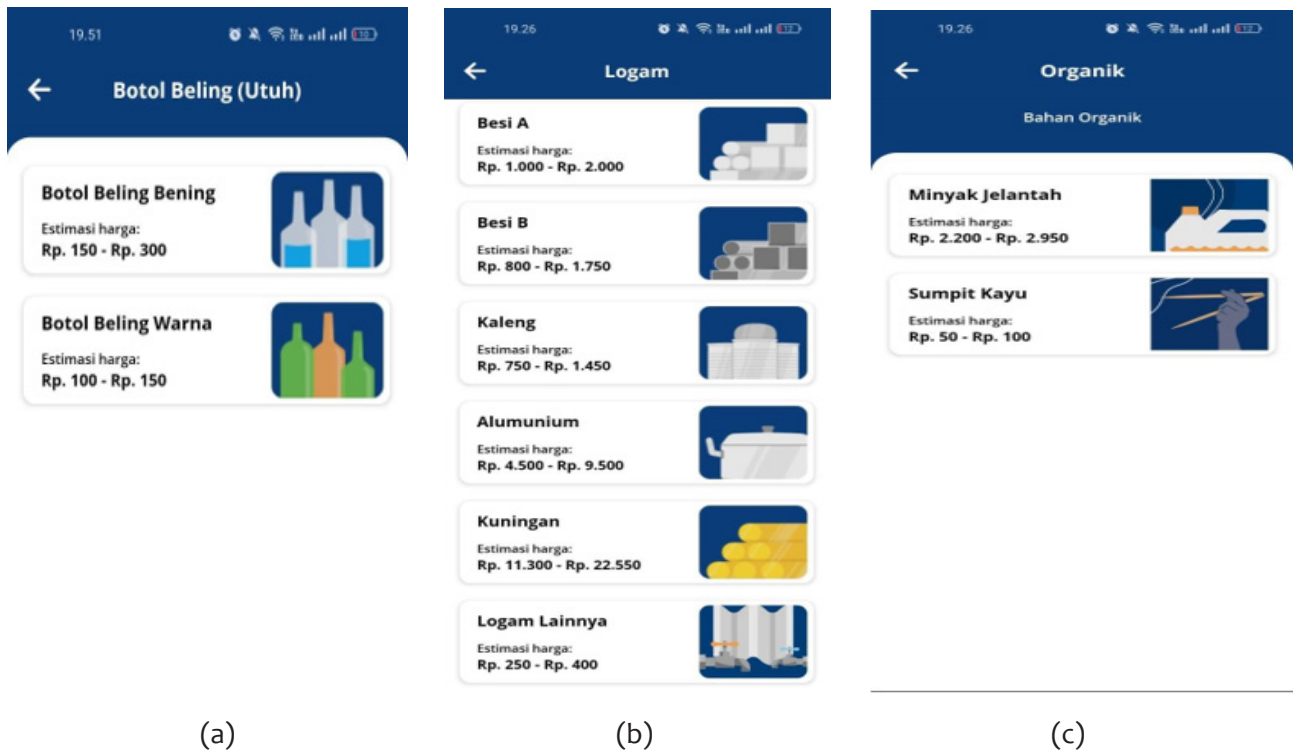 19.51
10
Botol Beling (Utuh)
Botol Beling Bening
Estimasi harga:
Rp. 150 - Rp. 300
Botol Beling Warna
Estimasi harga:
Rp. 100 - Rp. 150
(a)
19.26
12
Logam
Besi A
Estimasi harga:
Rp. 1.000 - Rp. 2.000
Besi B
Estimasi harga:
Rp. 800 - Rp. 1.750
Kaleng
Estimasi harga:
Rp. 750 - Rp. 1.450
Alumunium
Estimasi harga:
Rp. 4.500 - Rp. 9.500
Kuningan
Estimasi harga:
Rp. 11.300 - Rp. 22.550
Logam Lainnya
Estimasi harga:
Rp. 250 - Rp. 400
(b)
19.26
12
Organik
Bahan Organik
Minyak Jelantah
Estimasi harga:
Rp. 2.200 - Rp. 2.950
Sumpit Kayu
Estimasi harga:
Rp. 50 - Rp. 100
(c)